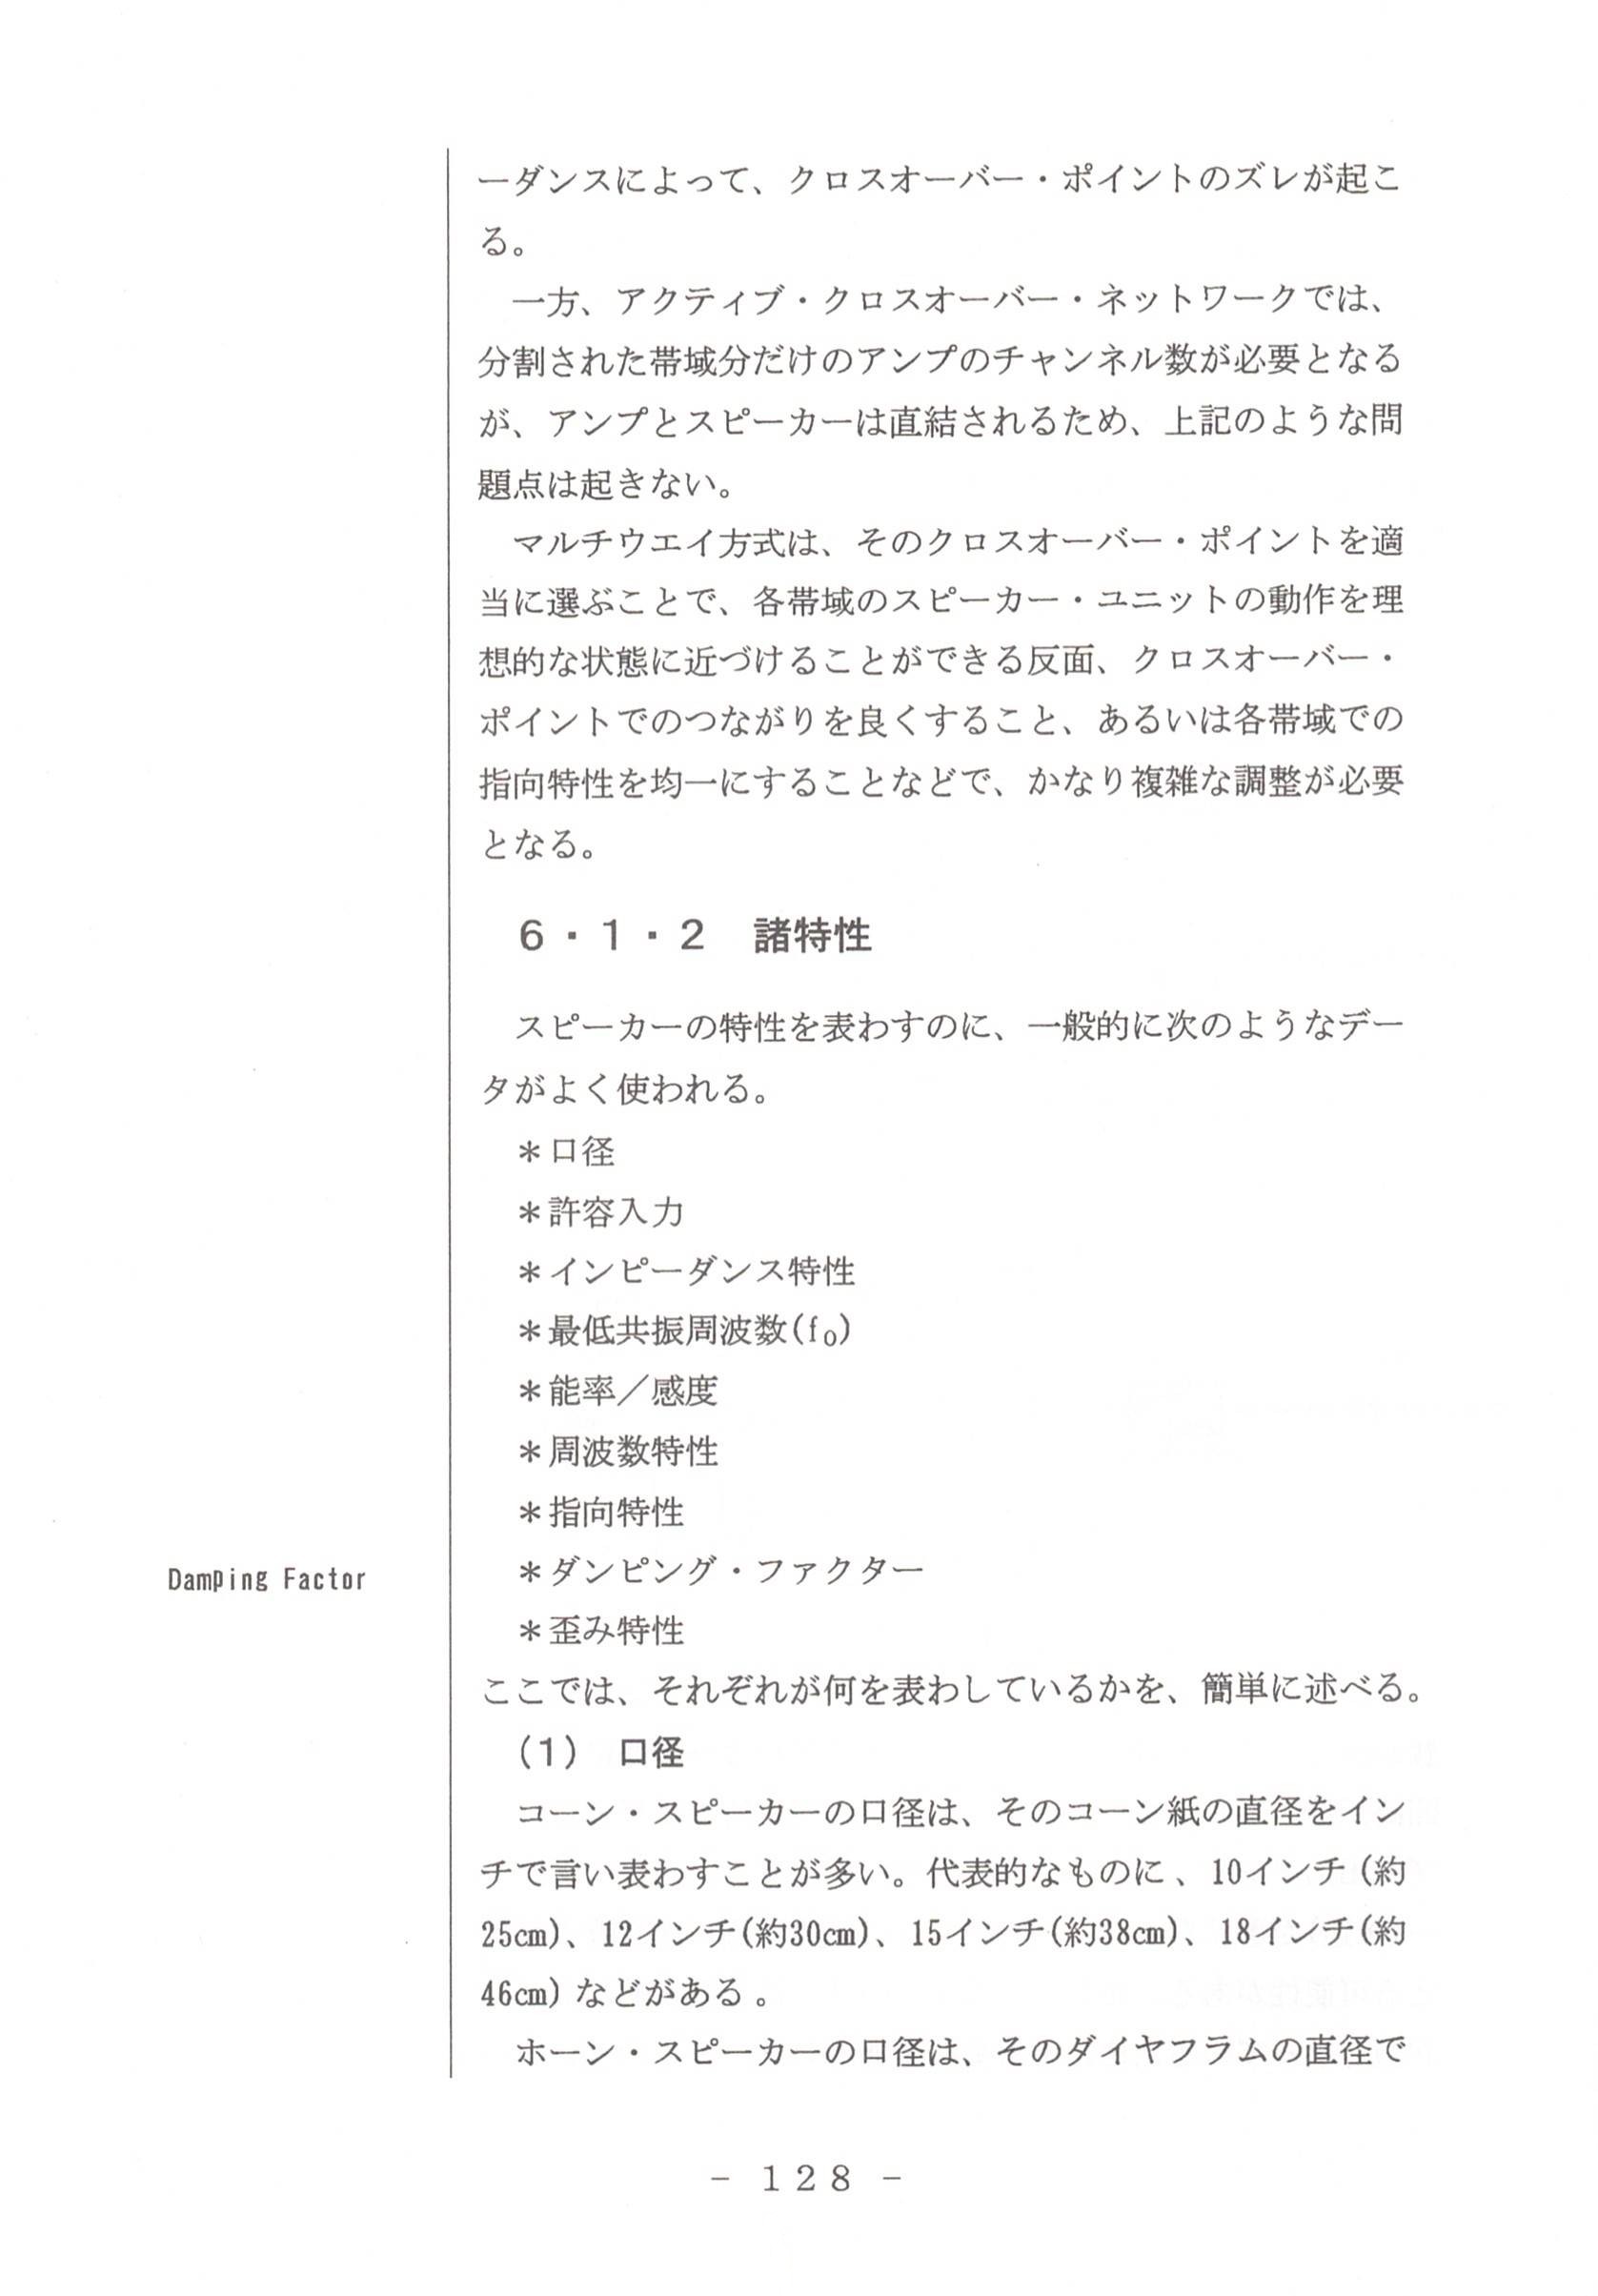 ーダンスによって、クロスオーバー・ポイントのズレが起こ
る。
　一方、アクティブ・クロスオーバー・ネットワークでは、
分割された帯域分だけのアンプのチャンネル数が必要となる
が、アンプとスピーカーは直結されるため、上記のような問
題点は起きない。
　マルチウエイ方式は、そのクロスオーバー・ポイントを適
当に選ぶことで、各帯域のスピーカー・ユニットの動作を理
想的な状態に近づけることができる反面、クロスオーバー・
ポイントでのつながりを良くすること、あるいは各帯域での
指向特性を均一にすることなどで、かなり複雑な調整が必要
となる。
6・1・2　諸特性
　スピーカーの特性を表わすのに、一般的に次のようなデー
タがよく使われる。
＊口径
＊許容入力
＊インピーダンス特性
＊最低共振周波数(f₀)
＊能率／感度
＊周波数特性
＊指向特性
Damping Factor
＊ダンピング・ファクター
＊歪み特性
ここでは、それぞれが何を表わしているかを、簡単に述べる。
(1)　口径
　コーン・スピーカーの口径は、そのコーン紙の直径をイン
チで言い表わすことが多い。代表的なものに、10インチ(約
25cm)、12インチ(約30cm)、15インチ(約38cm)、18インチ(約
46cm)などがある。
　ホーン・スピーカーの口径は、そのダイヤフラムの直径で
- 128 -